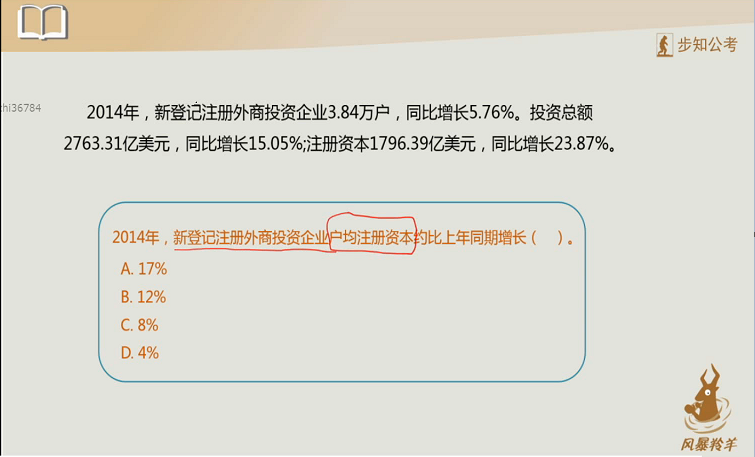 步知公考
hi36784
2014年，新登记注册外商投资企业3.84万户，同比增长5.76%。投资总额
2763.31亿美元，同比增长15.05%;注册资本1796.39亿美元，同比增长23.87%。
2014年，新登记注册外商投资企业户均注册资本约比上年同期增长（ ）。
A. 17%
B. 12%
C. 8%
D. 4%
风暴羚羊